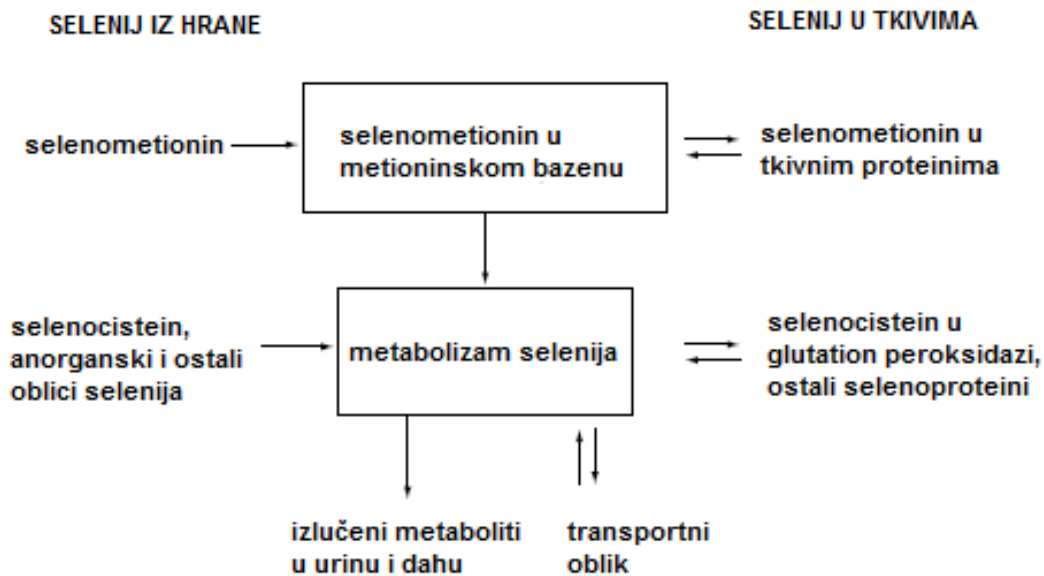 SELENIJ IZ HRANE
SELENIJ U TKIVIMA
selenometionin
selenometionin u
metioninskom bazenu
selenometionin u
tkivnim proteinima
selenocistein,
anorganski i ostali
oblici selenija
metabolizam selenija
selenocistein u
glutation peroksidazi,
ostali selenoproteini
izlučeni metaboliti
u urinu i dahu
transportni
oblik